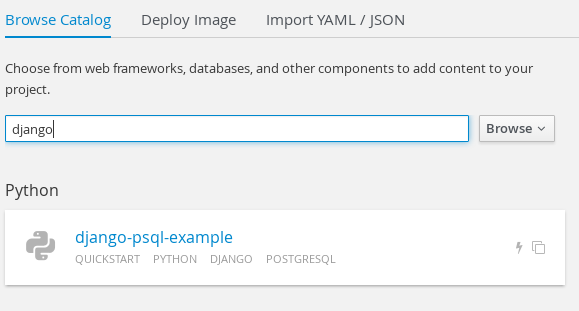 Browse Catalog Deploy Image Import YAML / JSON
Choose from web frameworks, databases, and other components to add content to your
project.
django Browse
Python
django-psql-example
QUICKSTART PYTHON DJANGO POSTGRESQL